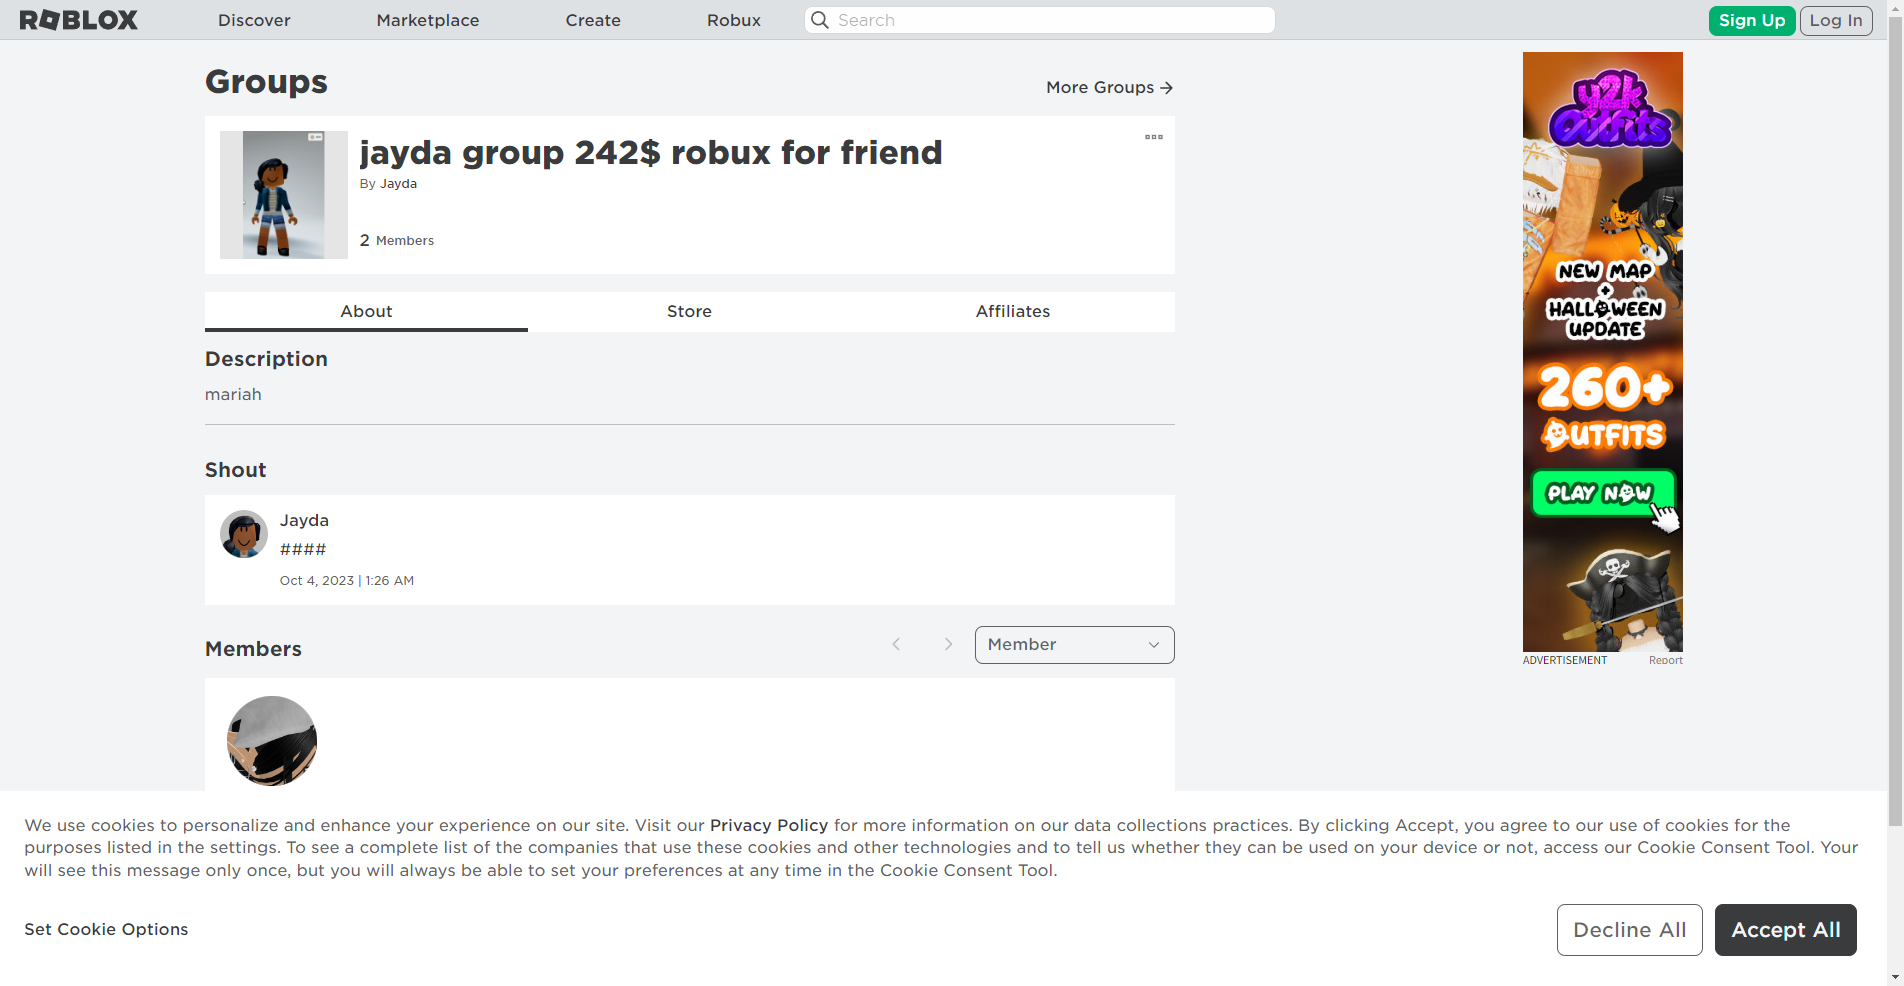 ROBLOX
Discover
Marketplace
Create
Robux
Search
Sign Up
Log In
Groups
More Groups
jayda group 242$ robux for friend
By Jayda
2 Members
About
Store
Affiliates
Description
mariah
Shout
Jayda
####
Oct 4, 2023 | 1:26 AM
Members
Member
y2k
Outfits
NEW MAP
+
HALLOWEEN
UPDATE
260+
OUTFITS
PLAY NOW
ADVERTISEMENT
Report
We use cookies to personalize and enhance your experience on our site. Visit our Privacy Policy for more information on our data collections practices. By clicking Accept, you agree to our use of cookies for the
purposes listed in the settings. To see a complete list of the companies that use these cookies and other technologies and to tell us whether they can be used on your device or not, access our Cookie Consent Tool. Your
will see this message only once, but you will always be able to set your preferences at any time in the Cookie Consent Tool.
Set Cookie Options
Decline All
Accept All